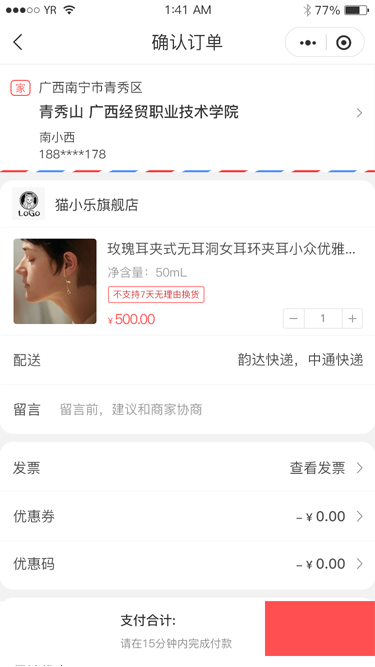 YR
1:41 AM
77%
确认订单
家
广西南宁市青秀区
青秀山 广西经贸职业技术学院
南小西
188****178
LOGO
猫小乐旗舰店
玫瑰耳夹式无耳洞女耳环夹耳小众优雅...
净含量：50mL
不支持7天无理由换货
¥500.00
1
配送
韵达快递，中通快递
留言
留言前，建议和商家协商
发票
查看发票
优惠券
- ¥ 0.00
优惠码
- ¥ 0.00
支付合计:
请在15分钟内完成付款